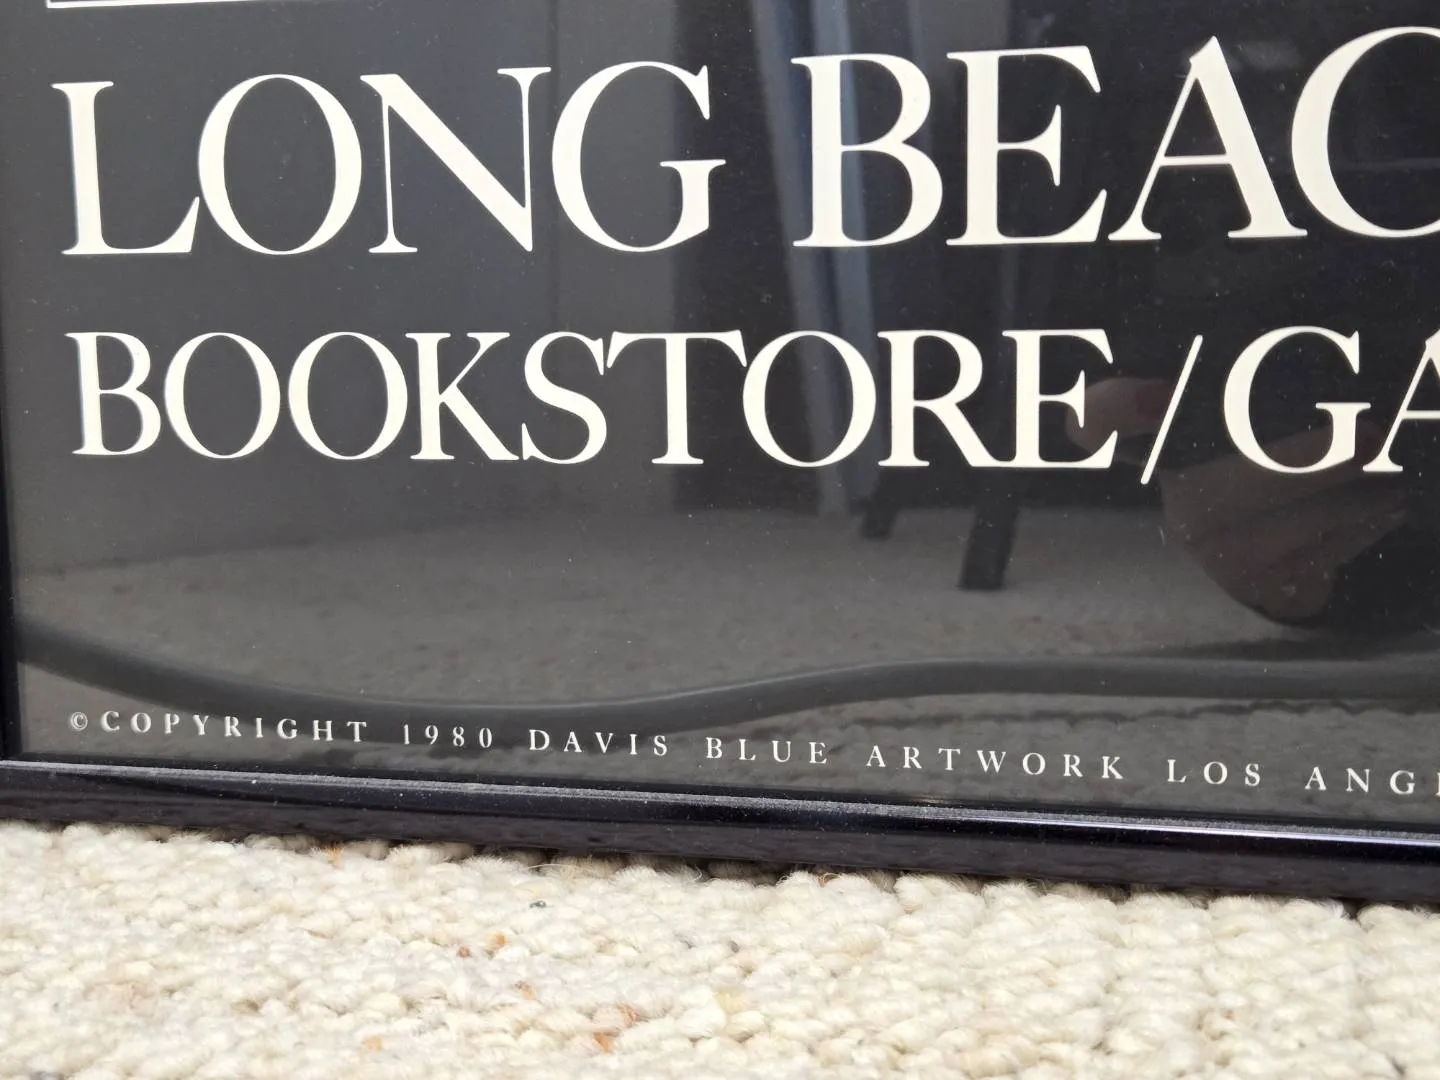 LONG BEAC
BOOKSTORE/GA
©COPYRIGHT 1980 DAVIS BLUE ARTWORK LOS ANG